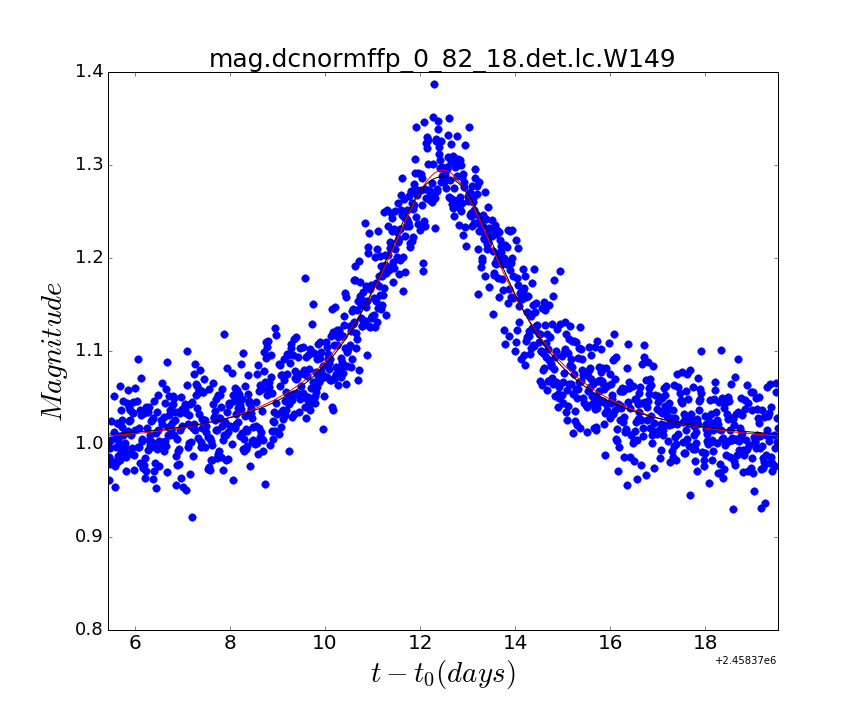 mag.dcnormffp_0_82_18.det.lc.W149
1.4
1.3
1.2
1.1
1.0
0.9
0.8
Magnitude
6 8 10 12 14 16 18
+2.45837e6
t − t₀(days)